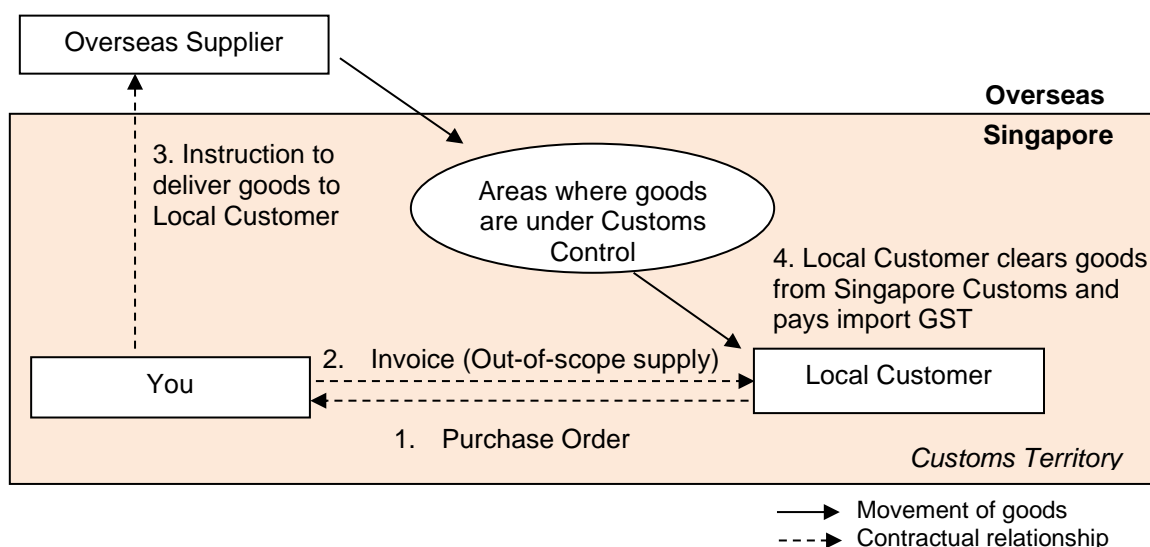 Overseas Supplier
Overseas
Singapore
3. Instruction to
deliver goods to
Local Customer
Areas where goods
are under Customs
Control
4. Local Customer clears goods
from Singapore Customs and
pays import GST
You
2. Invoice (Out-of-scope supply)
Local Customer
1. Purchase Order
Customs Territory
Movement of goods
Contractual relationship